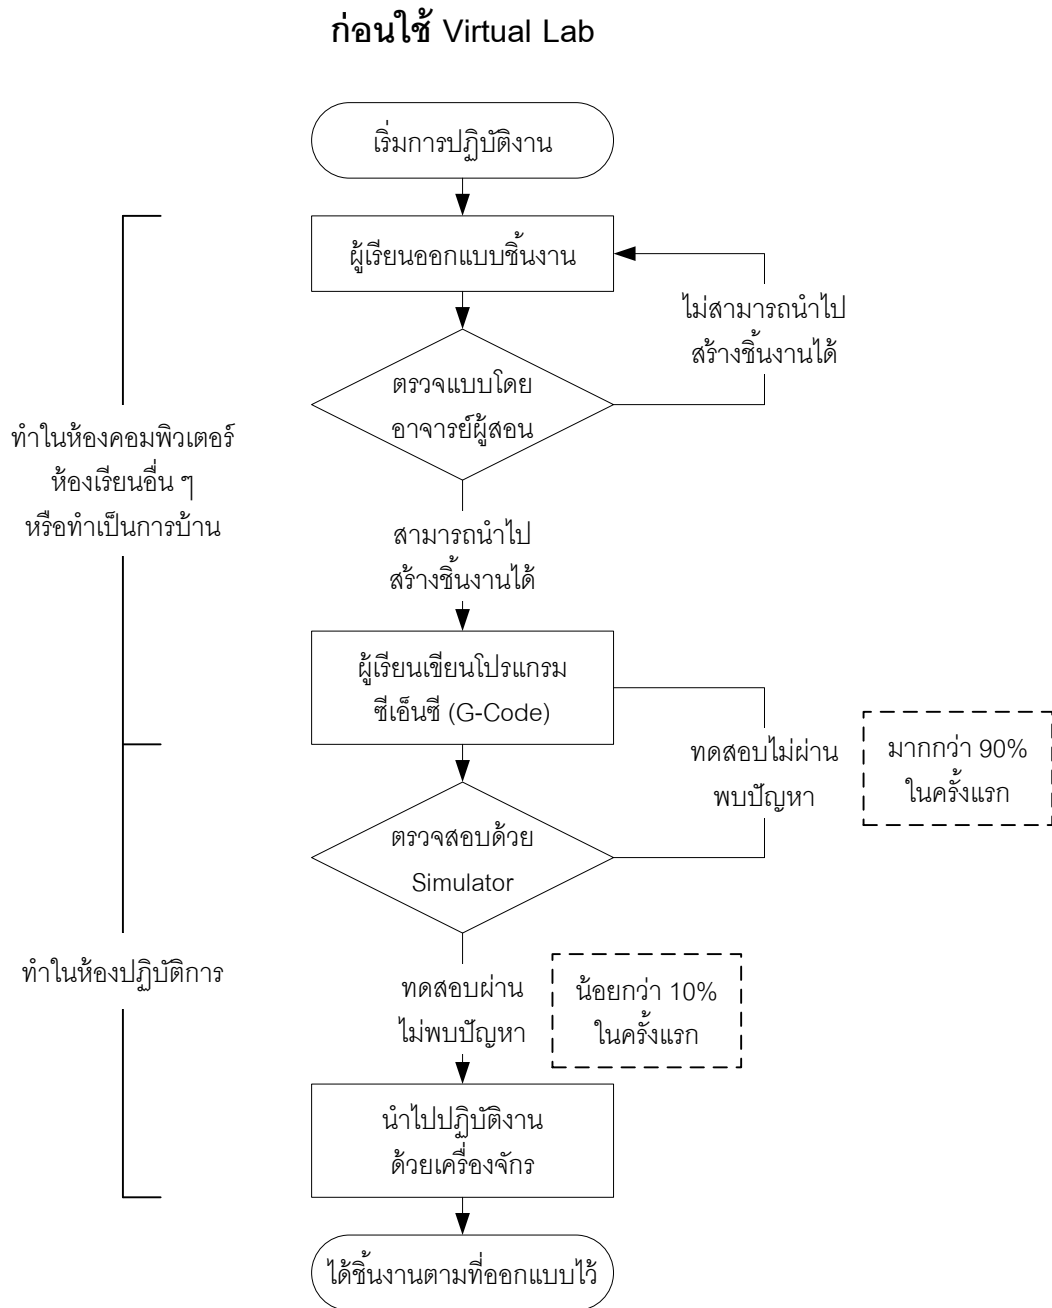 ก่อนใช้ Virtual Lab
เริ่มการปฏิบัติงาน
ผู้เรียนออกแบบชิ้นงาน
ไม่สามารถนำไป
สร้างชิ้นงานได้
ตรวจแบบโดย
อาจารย์ผู้สอน
ทำในห้องคอมพิวเตอร์
ห้องเรียนอื่น ๆ
หรือทำเป็นการบ้าน
สามารถนำไป
สร้างชิ้นงานได้
ผู้เรียนเขียนโปรแกรม
ซีเอ็นซี (G-Code)
ทดสอบไม่ผ่าน
พบปัญหา
มากกว่า 90%
ในครั้งแรก
ตรวจสอบด้วย
Simulator
ทำในห้องปฏิบัติการ
ทดสอบผ่าน
ไม่พบปัญหา
น้อยกว่า 10%
ในครั้งแรก
นำไปปฏิบัติงาน
ด้วยเครื่องจักร
ได้ชิ้นงานตามที่ออกแบบไว้